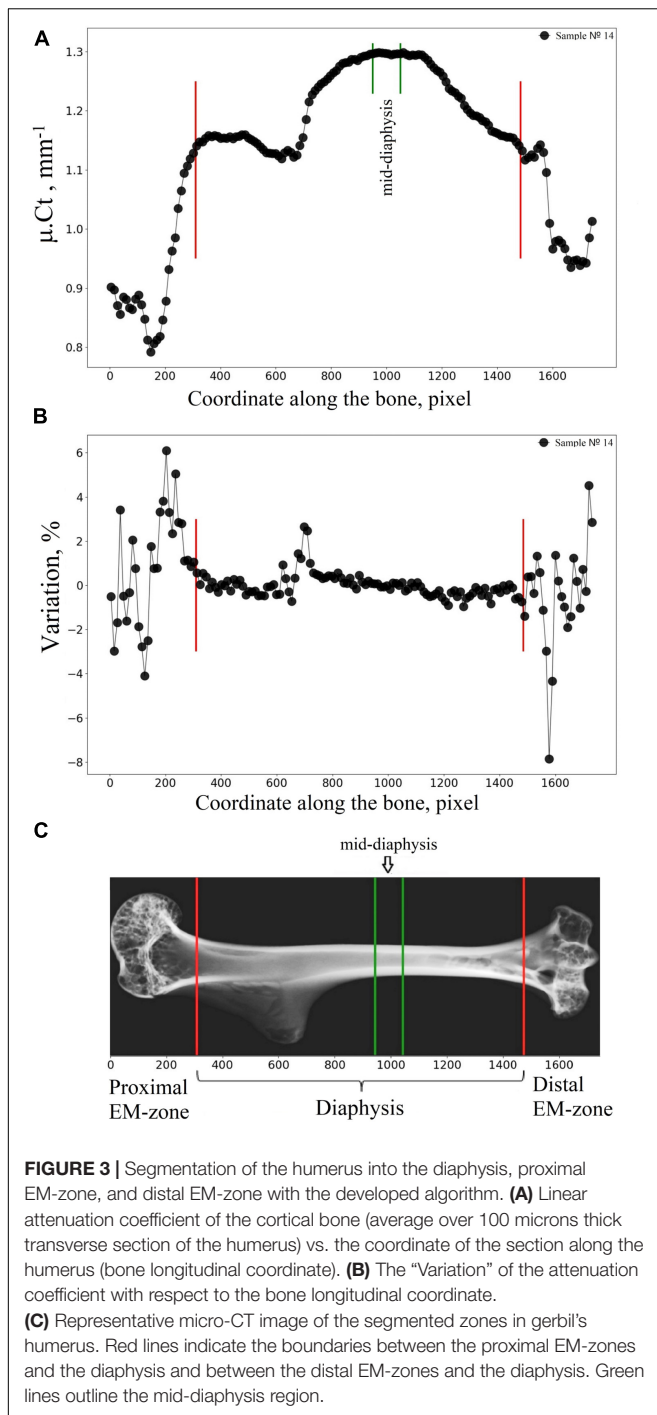 A
Sample № 14
1.3
1.2
1.1
1.0
0.9
0.8
μ.Ct , mm⁻¹
mid-diaphysis
0 200 400 600 800 1000 1200 1400 1600
Coordinate along the bone, pixel
B
Sample № 14
6
4
2
0
−2
−4
−6
−8
Variation, %
0 200 400 600 800 1000 1200 1400 1600
Coordinate along the bone, pixel
C
mid-diaphysis
0 200 400 600 800 1000 1200 1400 1600
Proximal EM-zone
Diaphysis
Distal EM-zone
FIGURE 3 | Segmentation of the humerus into the diaphysis, proximal
EM-zone, and distal EM-zone with the developed algorithm. (A) Linear
attenuation coefficient of the cortical bone (average over 100 microns thick
transverse section of the humerus) vs. the coordinate of the section along the
humerus (bone longitudinal coordinate). (B) The “Variation” of the attenuation
coefficient with respect to the bone longitudinal coordinate.
(C) Representative micro-CT image of the segmented zones in gerbil’s
humerus. Red lines indicate the boundaries between the proximal EM-zones
and the diaphysis and between the distal EM-zones and the diaphysis. Green
lines outline the mid-diaphysis region.